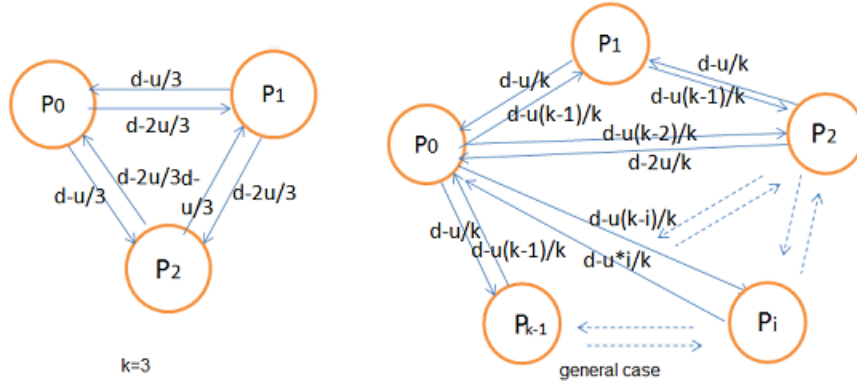 P0
d-u/3
P1
d-2u/3
d-u/3
d-2u/3
d-
u/3
d-2u/3
P2
k=3
P1
d-u/k
d-u/k
d-u(k-1)/k
d-u(k-1)/k
P0
d-u(k-2)/k
P2
d-2u/k
d-u(k-i)/k
d-u/k
d-u(k-1)/k
d-u*i/k
Pk-1
Pi
general case